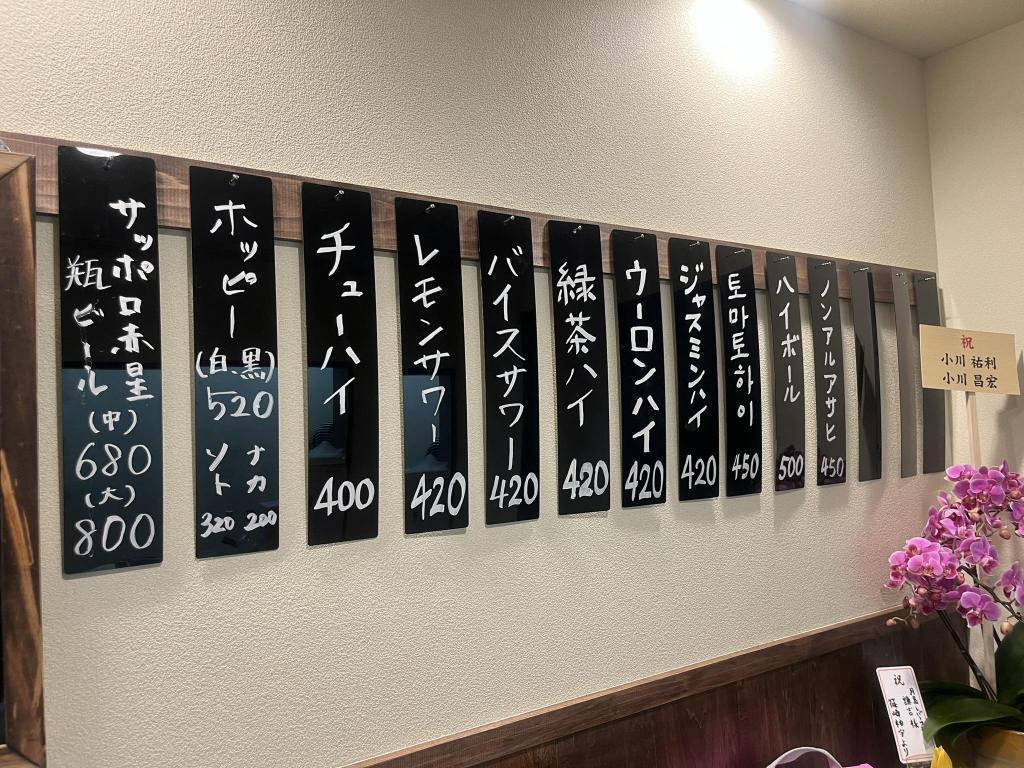 サッポロ赤星
瓶ビール
(中)
680
(大)
800
ホッピー
(白・黒)
520
ナカ
200
ソト
320
チューハイ
400
レモンサワー
420
バイスサワー
420
緑茶ハイ
420
ウーロンハイ
420
ジャスミンハイ
420
토마토하이
450
ハイボール
500
ノンアルアサヒ
450
祝
小川 祐利
小川 昌宏
祝